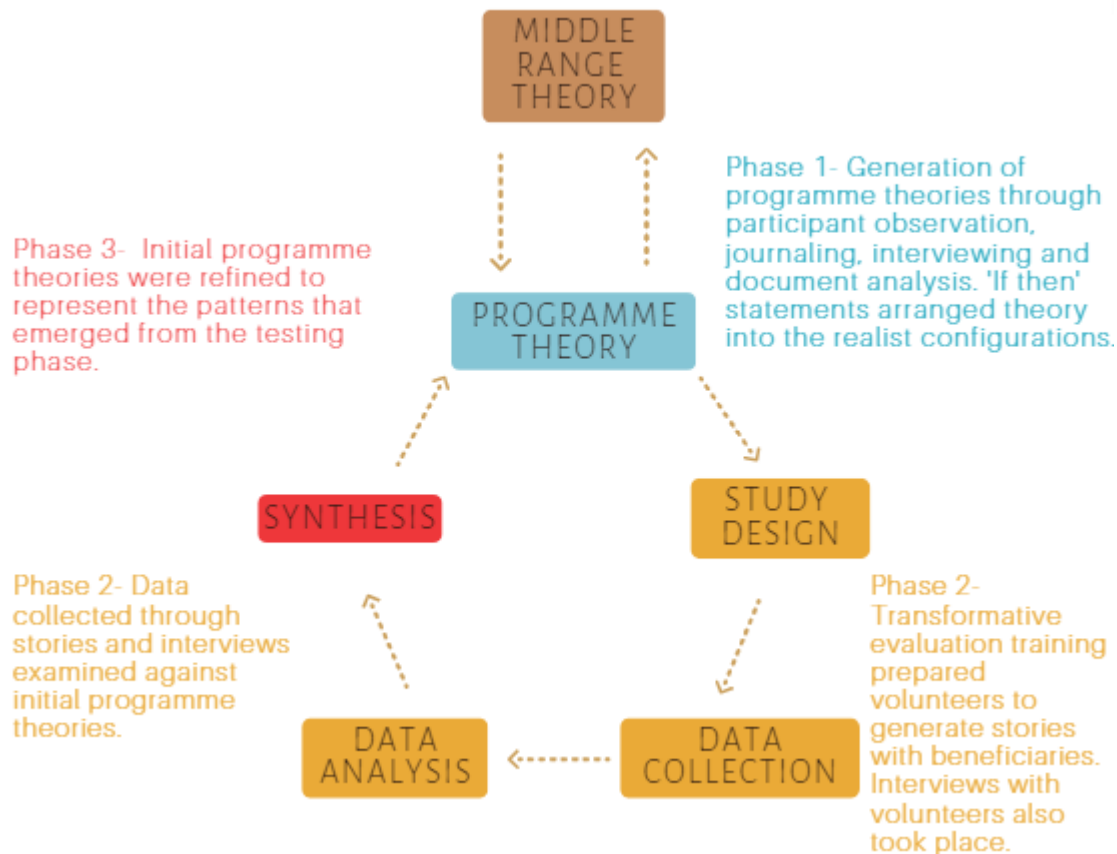 MIDDLE
RANGE
THEORY
Phase 1- Generation of
programme theories through
participant observation,
journaling, interviewing and
document analysis. 'If then'
statements arranged theory
into the realist configurations.
Phase 3-  Initial programme
theories were refined to
represent the patterns that
emerged from the testing
phase.
PROGRAMME
THEORY
SYNTHESIS
STUDY
DESIGN
Phase 2- Data
collected through
stories and interviews
examined against
initial programme
theories.
Phase 2-
Transformative
evaluation training
prepared
volunteers to
generate stories
with beneficiaries.
Interviews with
volunteers also
took place.
DATA
ANALYSIS
DATA
COLLECTION